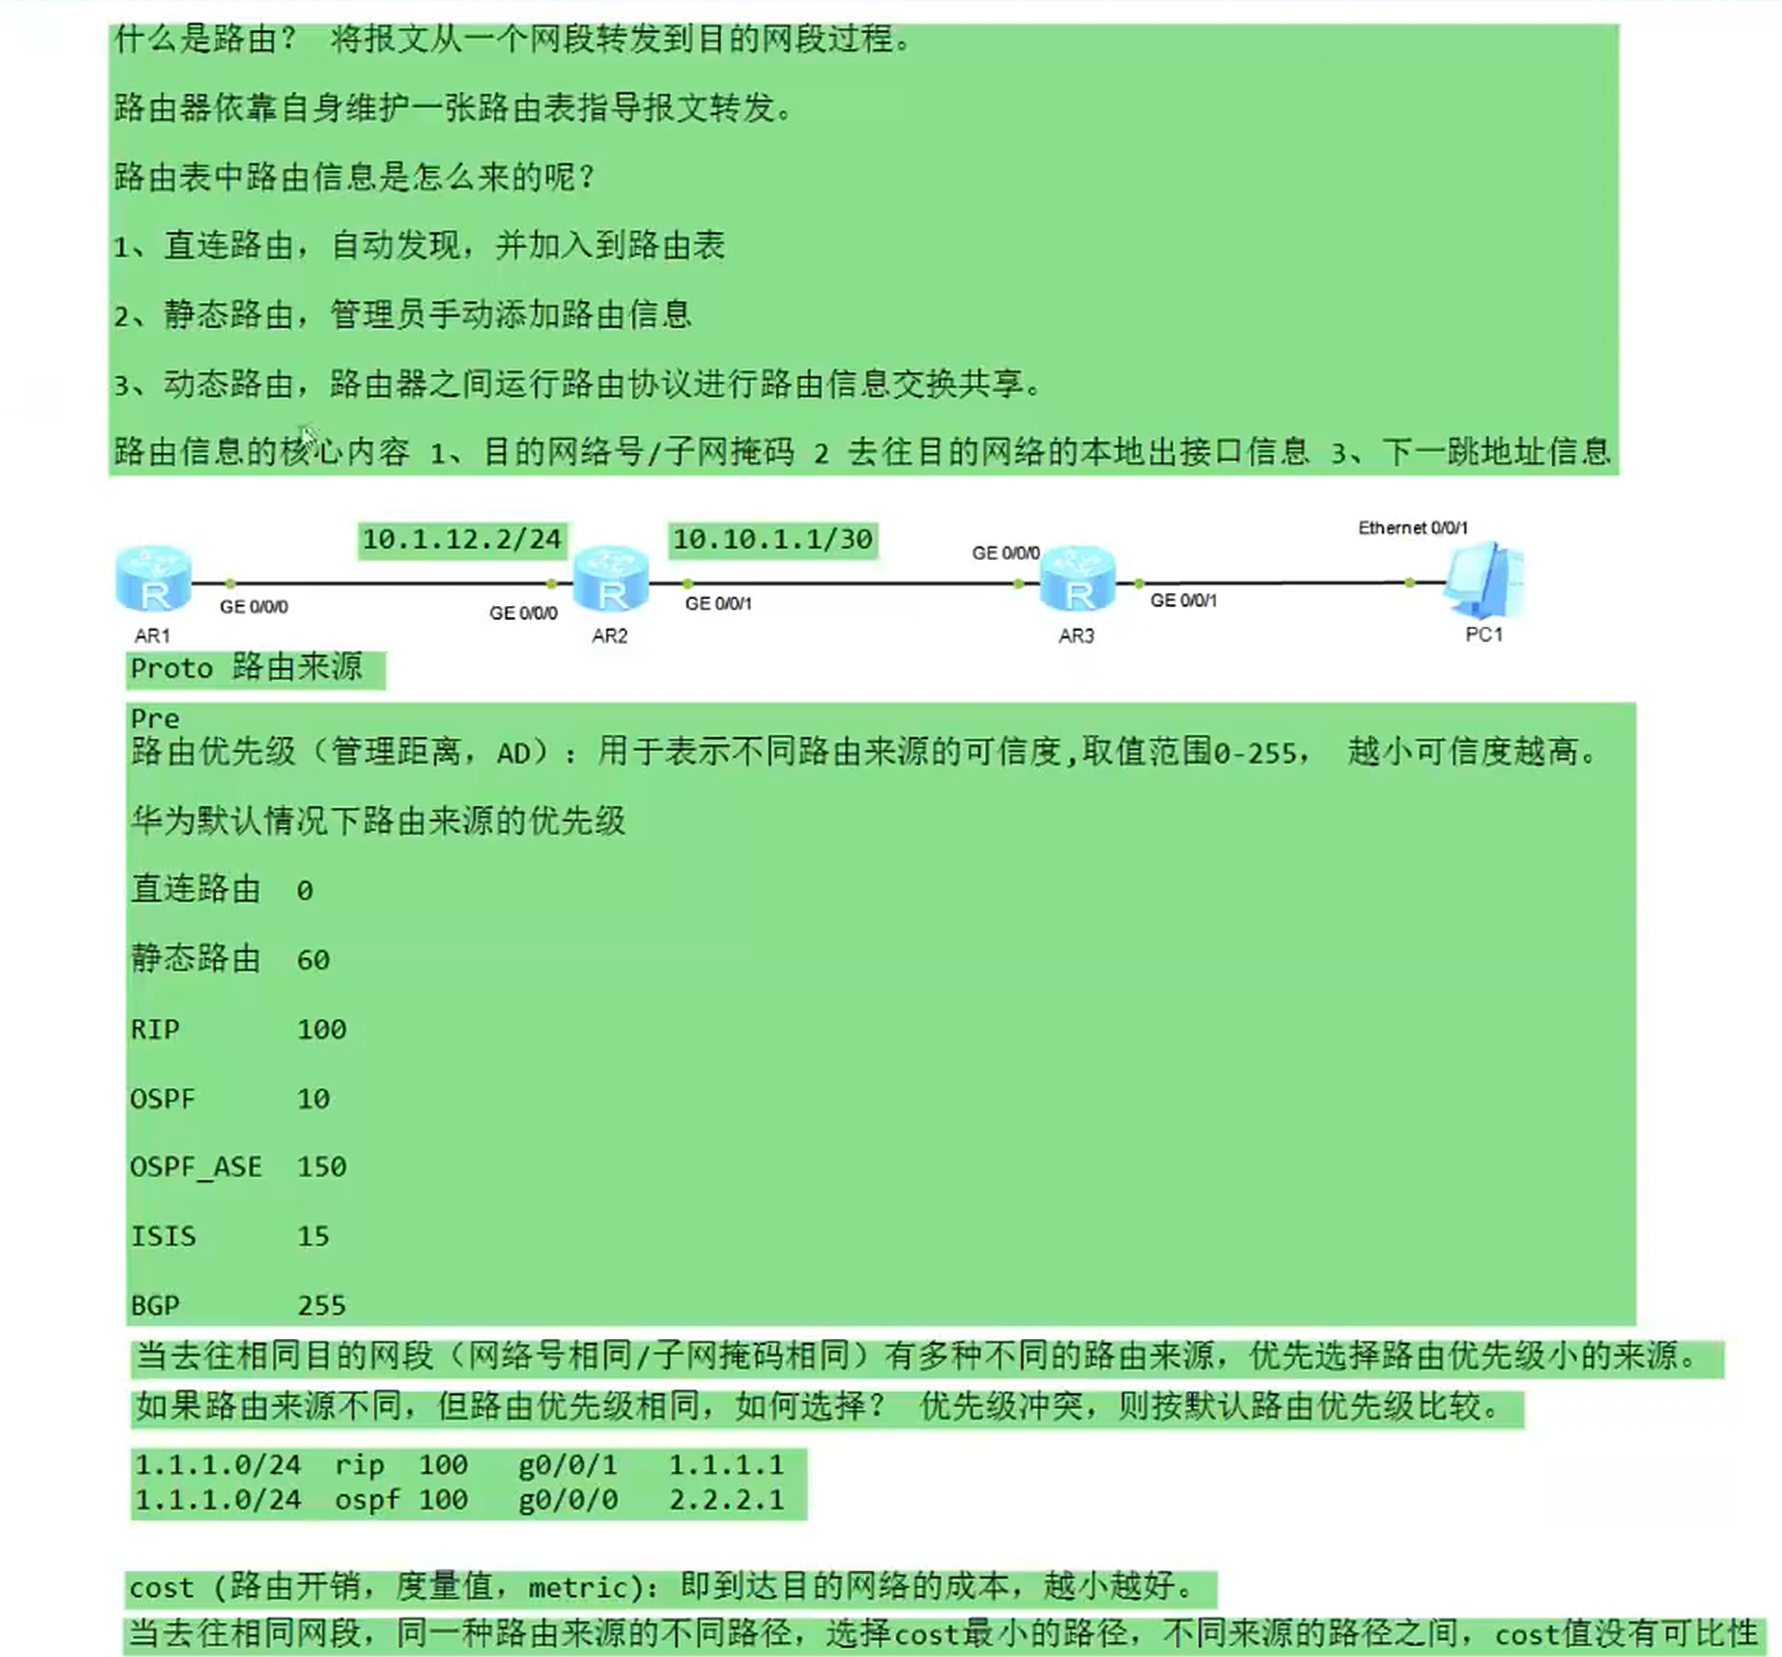 什么是路由？ 将报文从一个网段转发到目的网段过程。
路由器依靠自身维护一张路由表指导报文转发。
路由表中路由信息是怎么来的呢？
1、直连路由，自动发现，并加入到路由表
2、静态路由，管理员手动添加路由信息
3、动态路由，路由器之间运行路由协议进行路由信息交换共享。
路由信息的核心内容 1、目的网络号/子网掩码 2 去往目的网络的本地出接口信息 3、下一跳地址信息
10.1.12.2/24 10.10.1.1/30 Ethernet 0/0/1
GE 0/0/0
GE 0/0/0 GE 0/0/0 GE 0/0/1 GE 0/0/1
R R R
AR1 AR2 AR3 PC1
Proto 路由来源
Pre
路由优先级（管理距离，AD）：用于表示不同路由来源的可信度,取值范围0-255， 越小可信度越高。
华为默认情况下路由来源的优先级
直连路由 0
静态路由 60
RIP 100
OSPF 10
OSPF_ASE 150
ISIS 15
BGP 255
当去往相同目的网段（网络号相同/子网掩码相同）有多种不同的路由来源，优先选择路由优先级小的来源。
如果路由来源不同，但路由优先级相同，如何选择？ 优先级冲突，则按默认路由优先级比较。
1.1.1.0/24 rip 100 g0/0/1 1.1.1.1
1.1.1.0/24 ospf 100 g0/0/0 2.2.2.1
cost (路由开销，度量值，metric)：即到达目的网络的成本，越小越好。
当去往相同网段，同一种路由来源的不同路径，选择cost最小的路径，不同来源的路径之间，cost值没有可比性